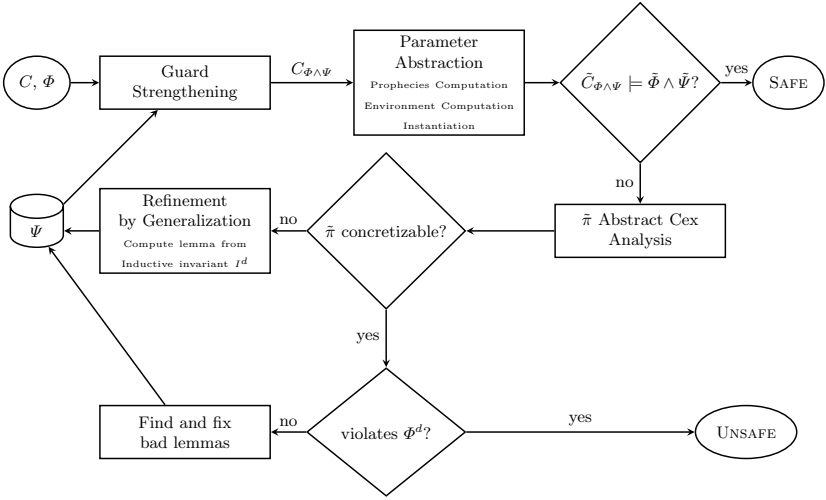 C, Φ
Guard
Strengthening
C_{Φ∧Ψ}
Parameter
Abstraction
Prophecies Computation
Environment Computation
Instantiation
C̃_{Φ∧Ψ} ⊨ Φ̃ ∧ Ψ̃?
yes
SAFE
no
Ψ
Refinement
by Generalization
Compute lemma from
Inductive invariant I^d
no
π̃ concretizable?
π̃ Abstract Cex
Analysis
yes
Find and fix
bad lemmas
no
violates Φ^d?
yes
UNSAFE